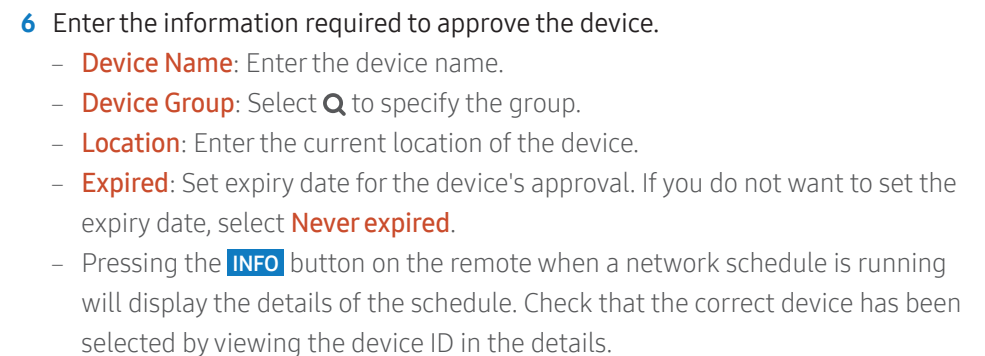 6 Enter the information required to approve the device.
– Device Name: Enter the device name.
– Device Group: Select to specify the group.
– Location: Enter the current location of the device.
– Expired: Set expiry date for the device's approval. If you do not want to set the
expiry date, select Never expired.
– Pressing the INFO button on the remote when a network schedule is running
will display the details of the schedule. Check that the correct device has been
selected by viewing the device ID in the details.